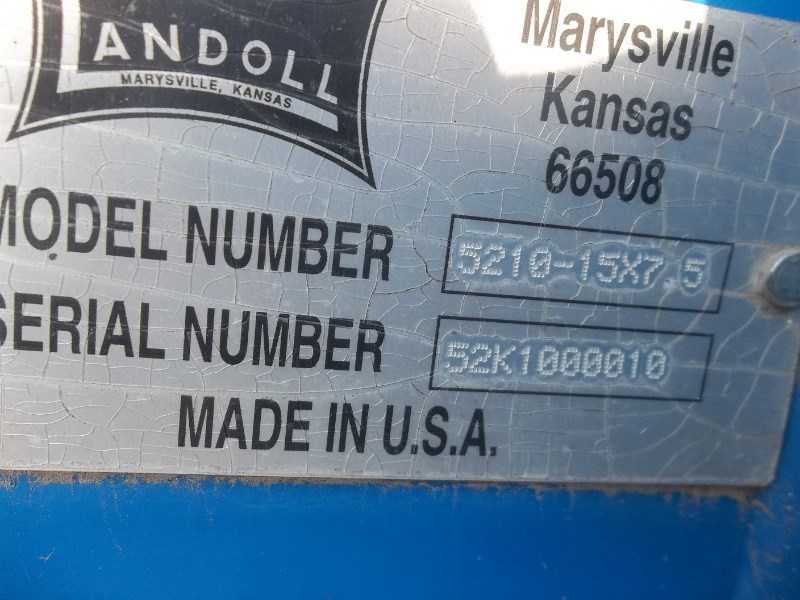 LANDOLL
MARYSVILLE, KANSAS
Marysville
Kansas
66508
MODEL NUMBER 5210-15X7.5
SERIAL NUMBER 52K1000010
MADE IN U.S.A.